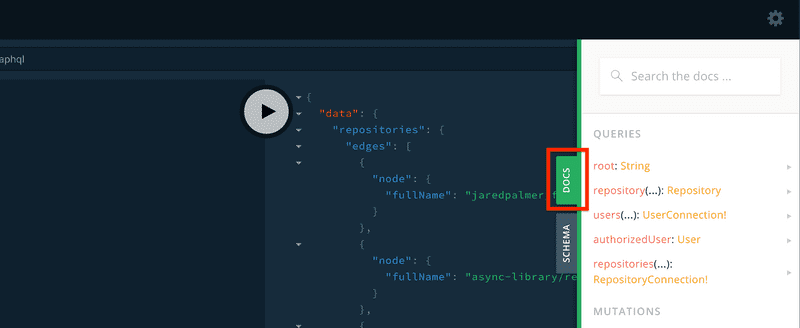 aphql
{
"data": {
"repositories": {
"edges": [
{
"node": {
"fullName": "jaredpalmer
}
},
{
"node": {
"fullName": "async-library/re
}
},
{
DOCS
SCHEMA
Search the docs ...
QUERIES
root: String
repository(...): Repository
users(...): UserConnection!
authorizedUser: User
repositories(...):
RepositoryConnection!
MUTATIONS